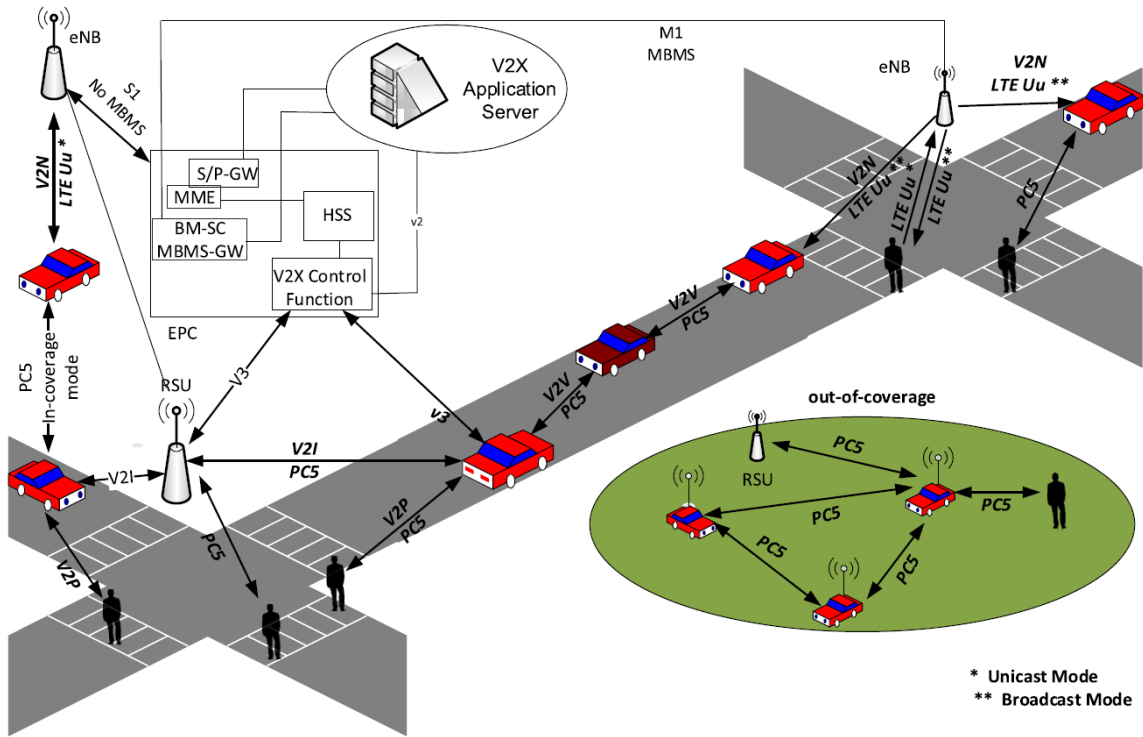 eNB
M1
MBMS
V2X
Application
Server
eNB
V2N
LTE Uu **
S1
No MBMS
V2N
LTE Uu *
S/P-GW
MME
HSS
BM-SC
MBMS-GW
v2
V2X Control
Function
EPC
V2N
LTE Uu **
LTE Uu *
LTE Uu **
PC5
V2V
PC5
V2V
PC5
PC5
In-coverage
mode
RSU
V3
v3
V2I
PC5
V2I
V2P
PC5
PC5
V2P
out-of-coverage
RSU
PC5
PC5
PC5
PC5
PC5
* Unicast Mode
** Broadcast Mode